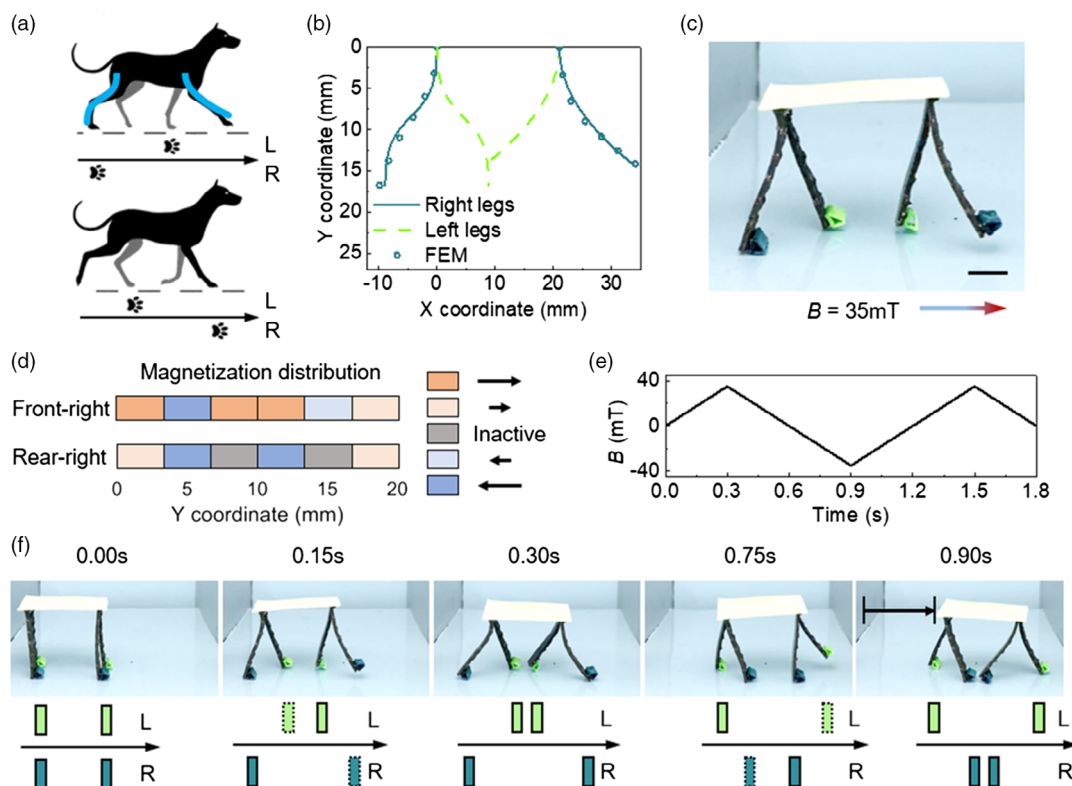 (a)
L
R
L
R
(b)
0
5
10
15
20
25
Y coordinate (mm)
Right legs
Left legs
FEM
-10 0 10 20 30
X coordinate (mm)
(c)
B = 35mT
(d)
Magnetization distribution
Front-right
Rear-right
Inactive
0 5 10 15 20
Y coordinate (mm)
(e)
40
0
-40
B (mT)
0.0 0.3 0.6 0.9 1.2 1.5 1.8
Time (s)
(f)
0.00s 0.15s 0.30s 0.75s 0.90s
L L L L L
R R R R R